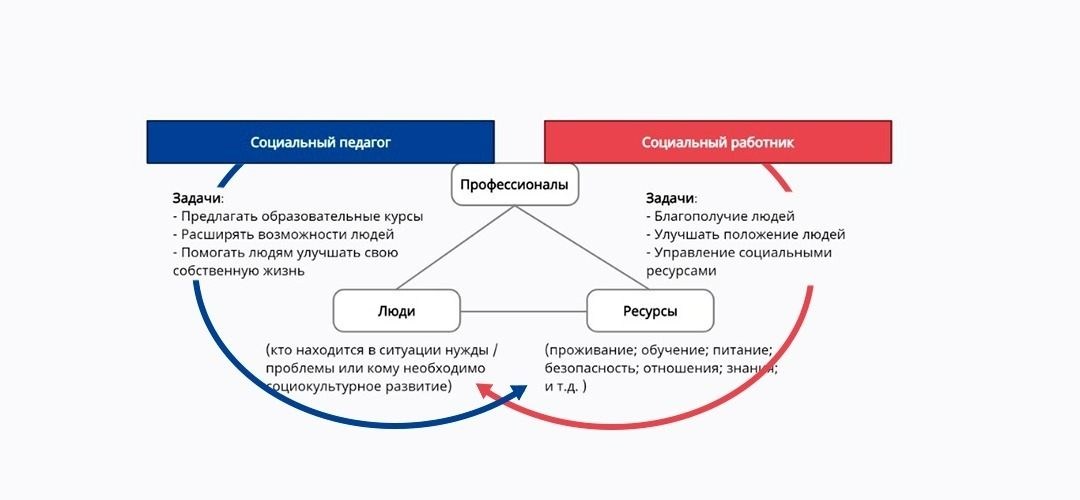 Социальный педагог
Социальный работник
Профессионалы
Задачи:
- Предлагать образовательные курсы
- Расширять возможности людей
- Помогать людям улучшать свою
собственную жизнь
Задачи:
- Благополучие людей
- Улучшать положение людей
- Управление социальными
ресурсами
Люди
Ресурсы
(кто находится в ситуации нужды /
проблемы или кому необходимо
социокультурное развитие)
(проживание; обучение; питание;
безопасность; отношения; знания;
и т.д. )